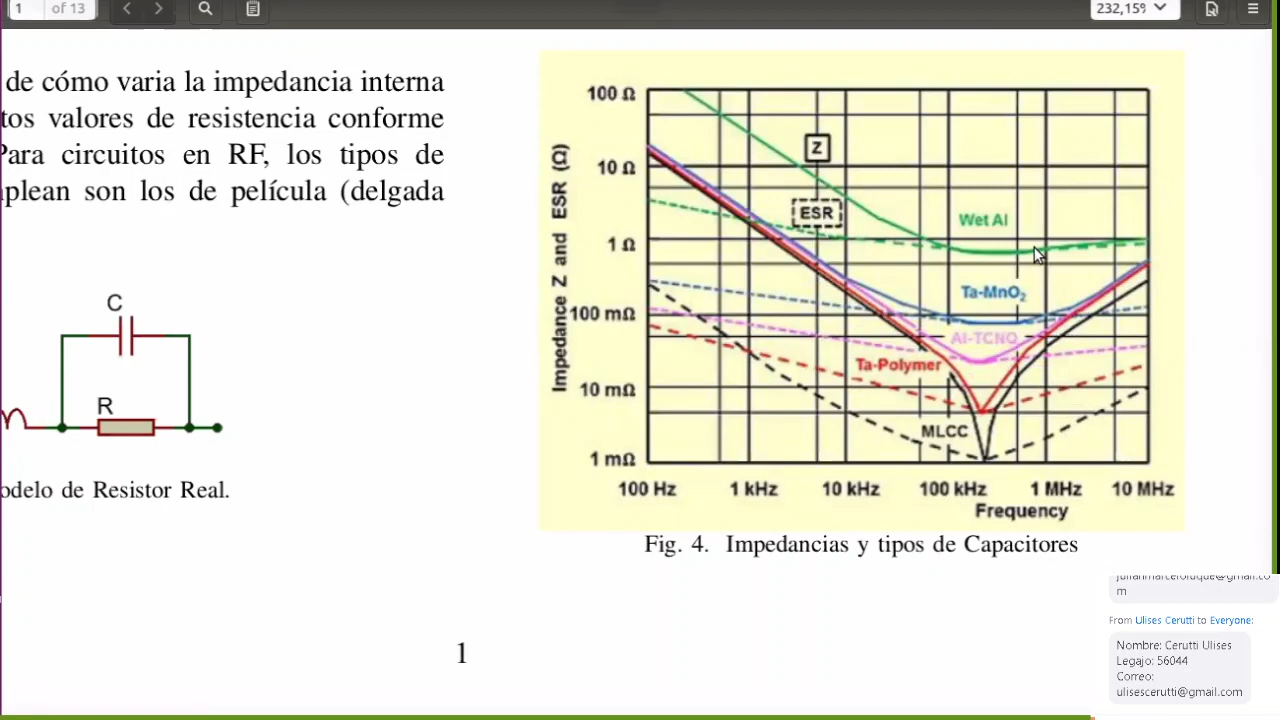 1 of 13
232,15%
de cómo varia la impedancia interna
tos valores de resistencia conforme
Para circuitos en RF, los tipos de
plean son los de película (delgada
C
R
odelo de Resistor Real.
Impedance Z and ESR (Ω)
100 Ω
10 Ω
1 Ω
100 mΩ
10 mΩ
1 mΩ
Z
ESR
Wet Al
Ta-MnO₂
Al-TCNQ
Ta-Polymer
MLCC
100 Hz 1 kHz 10 kHz 100 kHz 1 MHz 10 MHz
Frequency
Fig. 4. Impedancias y tipos de Capacitores
1
m
From Ulises Cerutti to Everyone:
Nombre: Cerutti Ulises
Legajo: 56044
Correo:
ulisescerutti@gmail.com